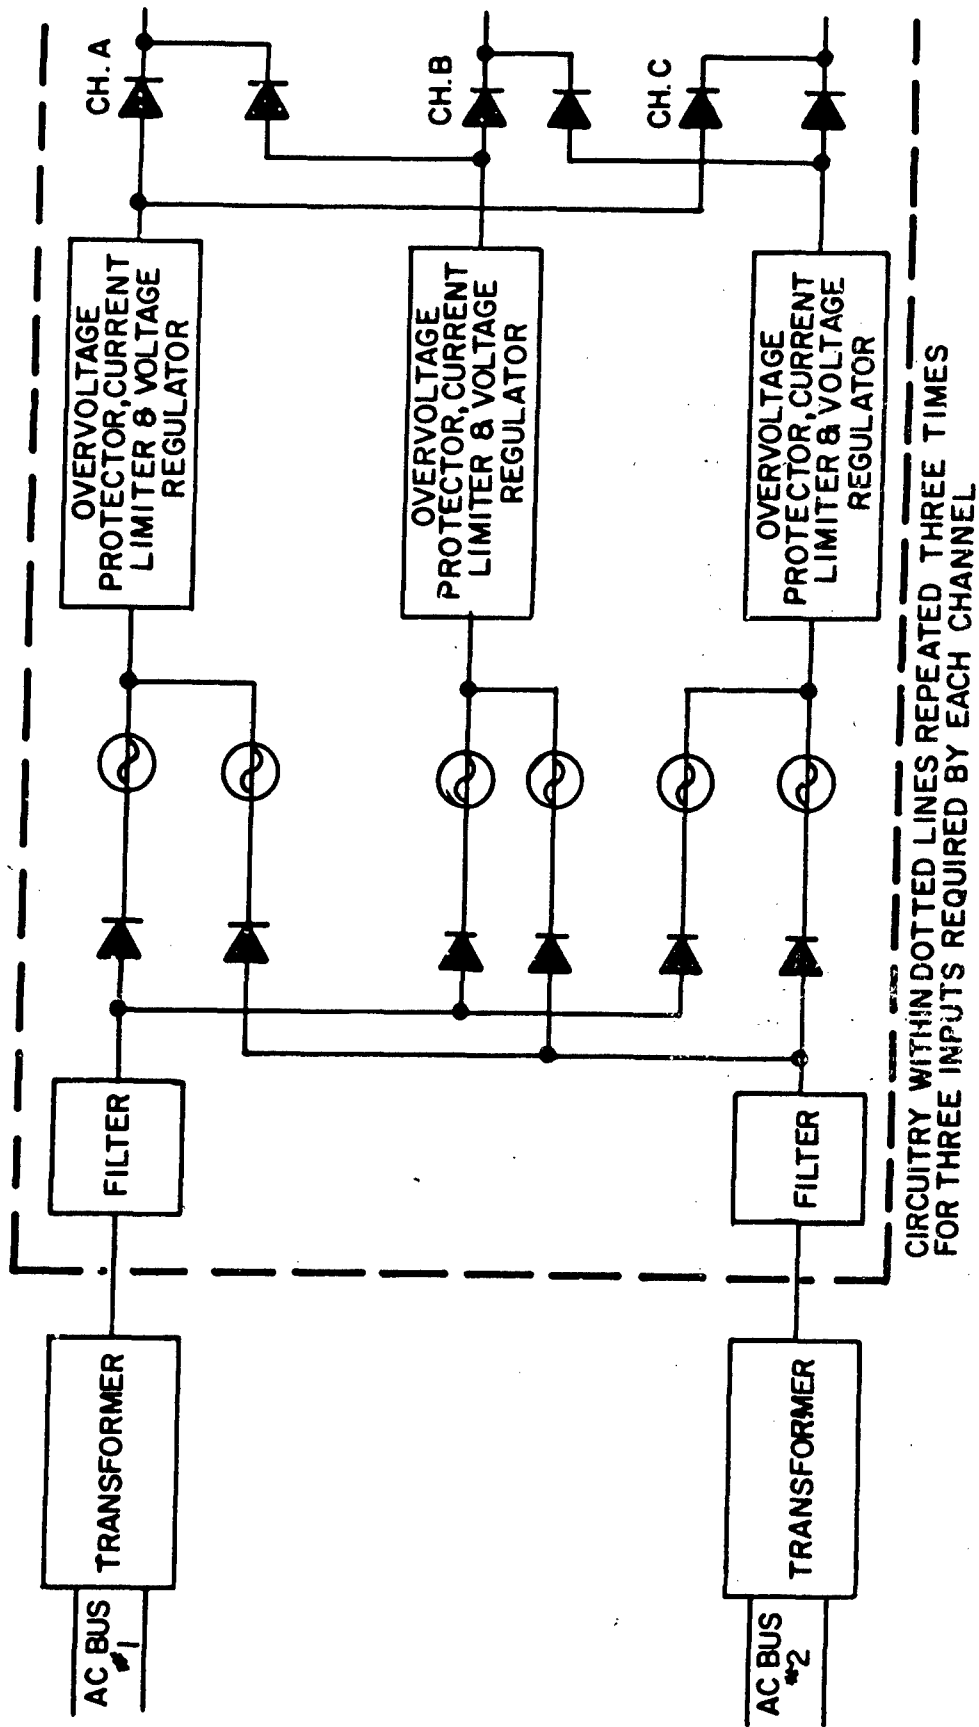 AC BUS
#1
TRANSFORMER
FILTER
OVERVOLTAGE
PROTECTOR,CURRENT
LIMITER & VOLTAGE
REGULATOR
CH. A
OVERVOLTAGE
PROTECTOR,CURRENT
LIMITER & VOLTAGE
REGULATOR
CH. B
AC BUS
#2
TRANSFORMER
FILTER
OVERVOLTAGE
PROTECTOR,CURRENT
LIMITER & VOLTAGE
REGULATOR
CH. C
CIRCUITRY WITHIN DOTTED LINES REPEATED THREE TIMES
FOR THREE INPUTS REQUIRED BY EACH CHANNEL